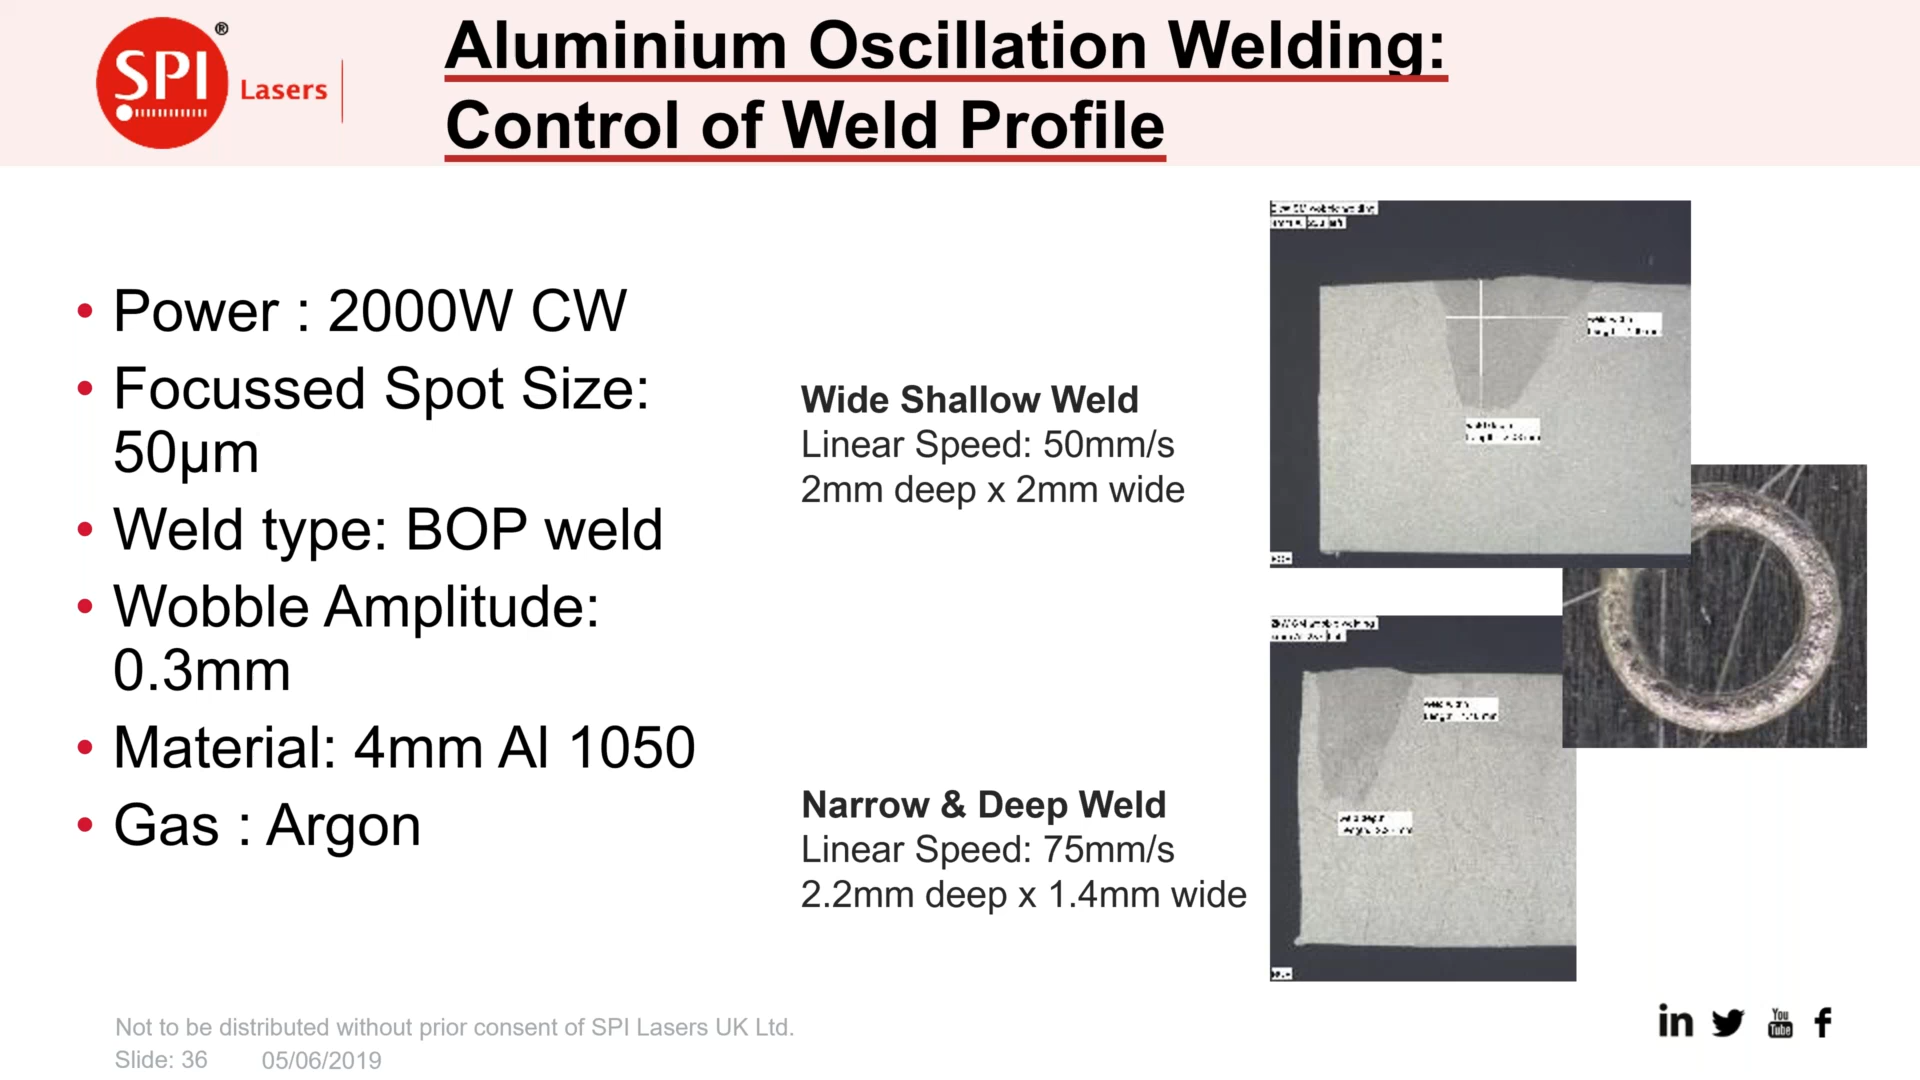 SPI ®
Lasers
Aluminium Oscillation Welding:
Control of Weld Profile
• Power : 2000W CW
• Focussed Spot Size:
50µm
• Weld type: BOP weld
• Wobble Amplitude:
0.3mm
• Material: 4mm Al 1050
• Gas : Argon
Wide Shallow Weld
Linear Speed: 50mm/s
2mm deep x 2mm wide
Narrow & Deep Weld
Linear Speed: 75mm/s
2.2mm deep x 1.4mm wide
Not to be distributed without prior consent of SPI Lasers UK Ltd.
Slide: 36 05/06/2019
in You Tube f